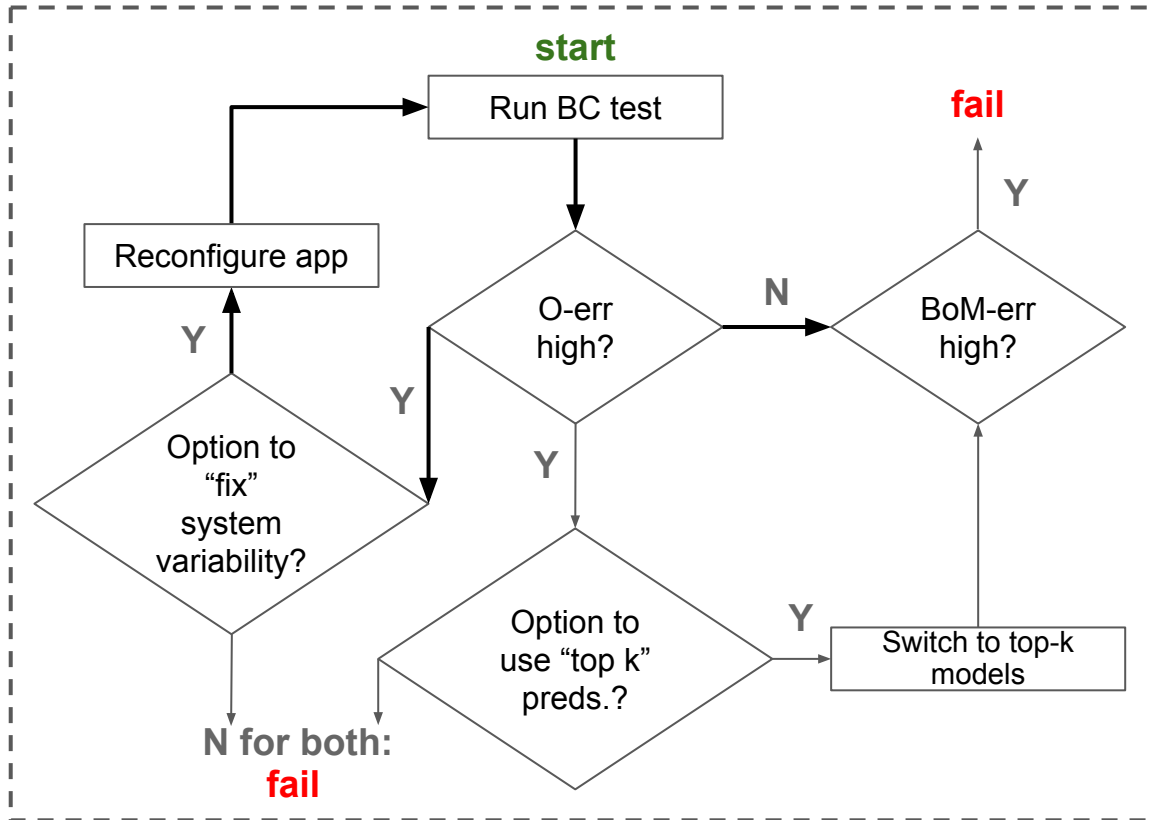 start
Run BC test
fail
Y
Reconfigure app
O-err
high?
N
BoM-err
high?
Y
Y
Option to
“fix”
system
variability?
Y
Option to
use “top k”
preds.?
Y
Switch to top-k
models
N for both:
fail